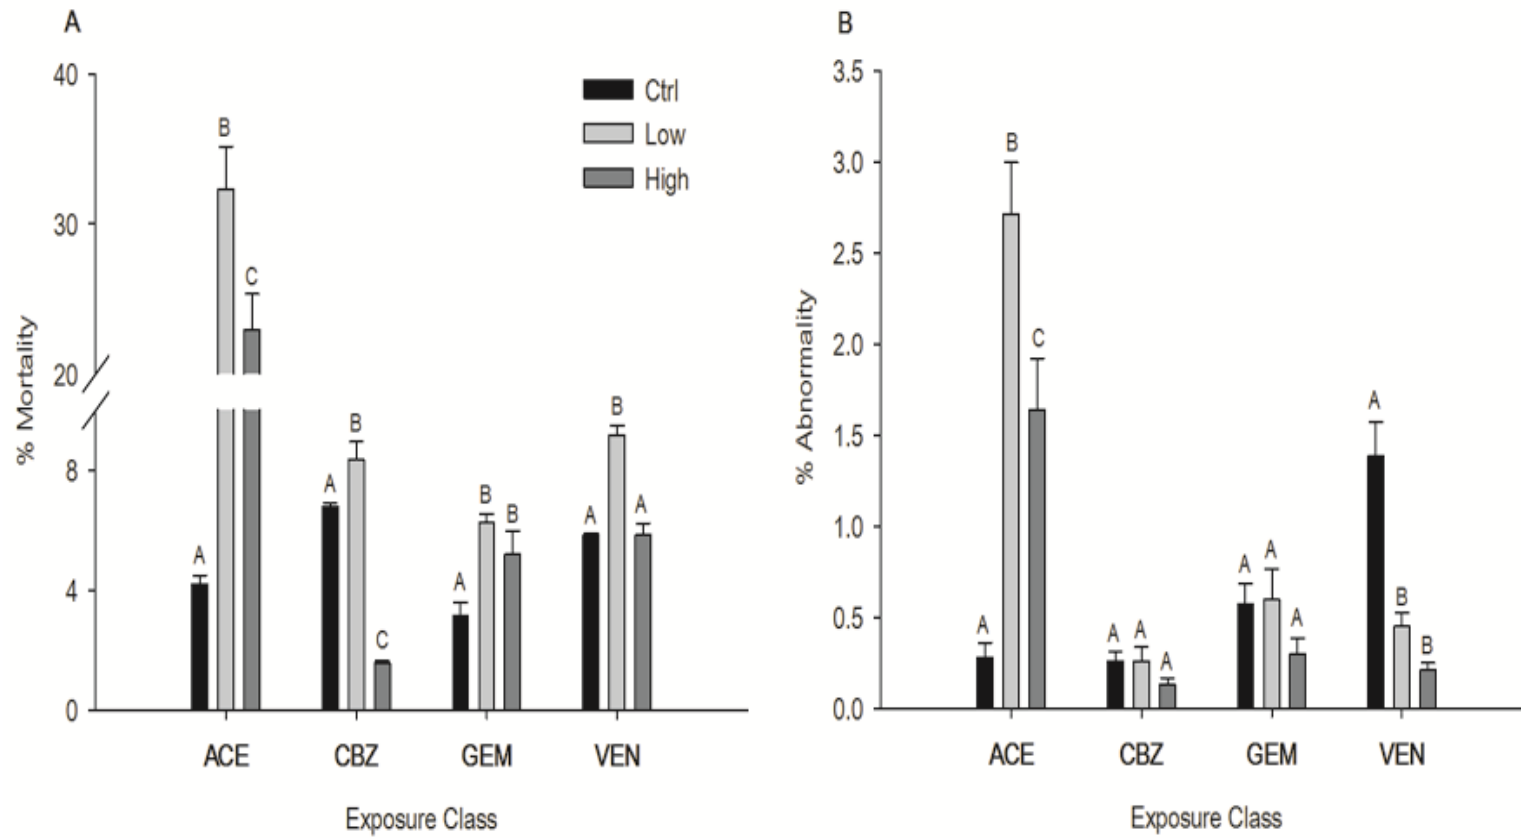 A
% Mortality
40
30
20
8
4
0
Ctrl
Low
High
A
B
C
A
B
C
A
B
B
A
B
A
ACE
CBZ
GEM
VEN
Exposure Class
B
% Abnormality
3.5
3.0
2.5
2.0
1.5
1.0
0.5
0.0
A
B
C
A
A
A
A
A
A
A
B
B
ACE
CBZ
GEM
VEN
Exposure Class